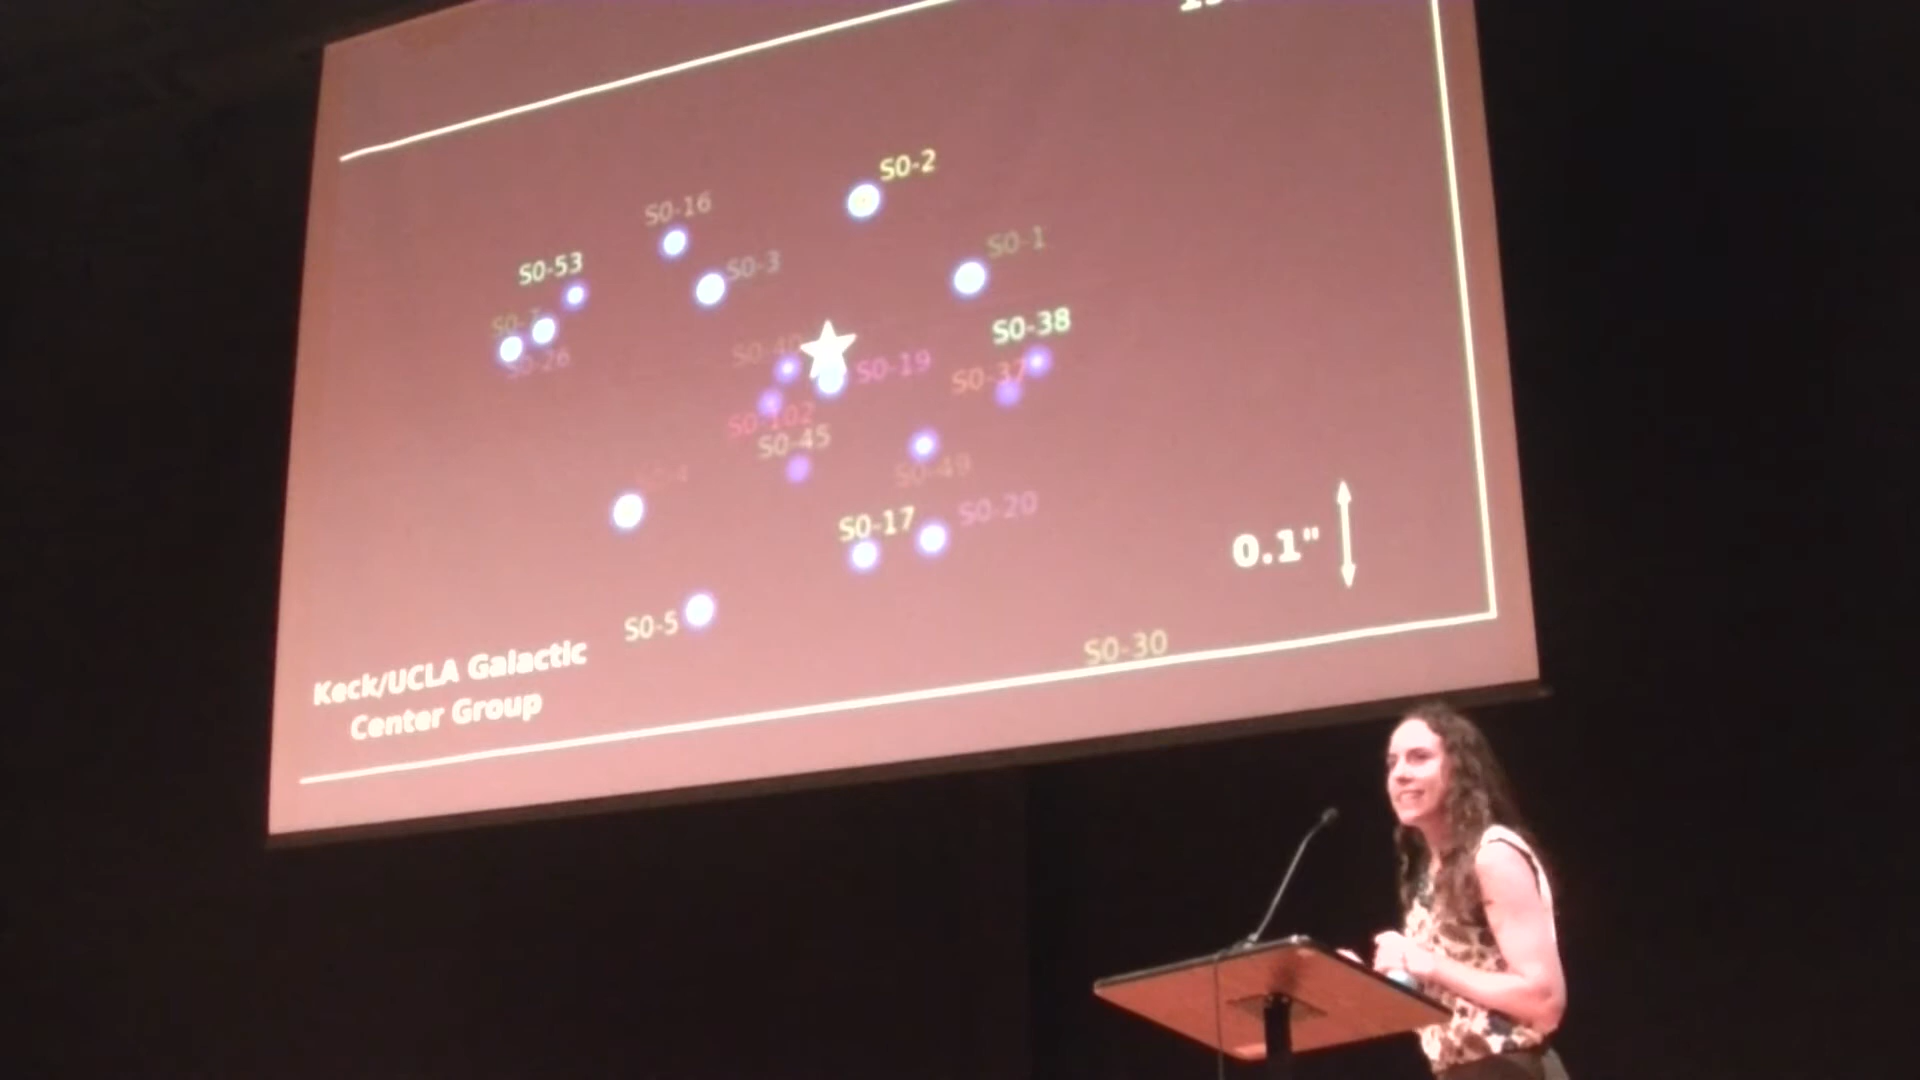 S0-2
S0-16
S0-1
S0-53
S0-3
S0-38
S0-26
S0-19
S0-37
S0-102
S0-45
S0-49
S0-17
S0-20
0.1"
S0-5
S0-30
Keck/UCLA Galactic
Center Group